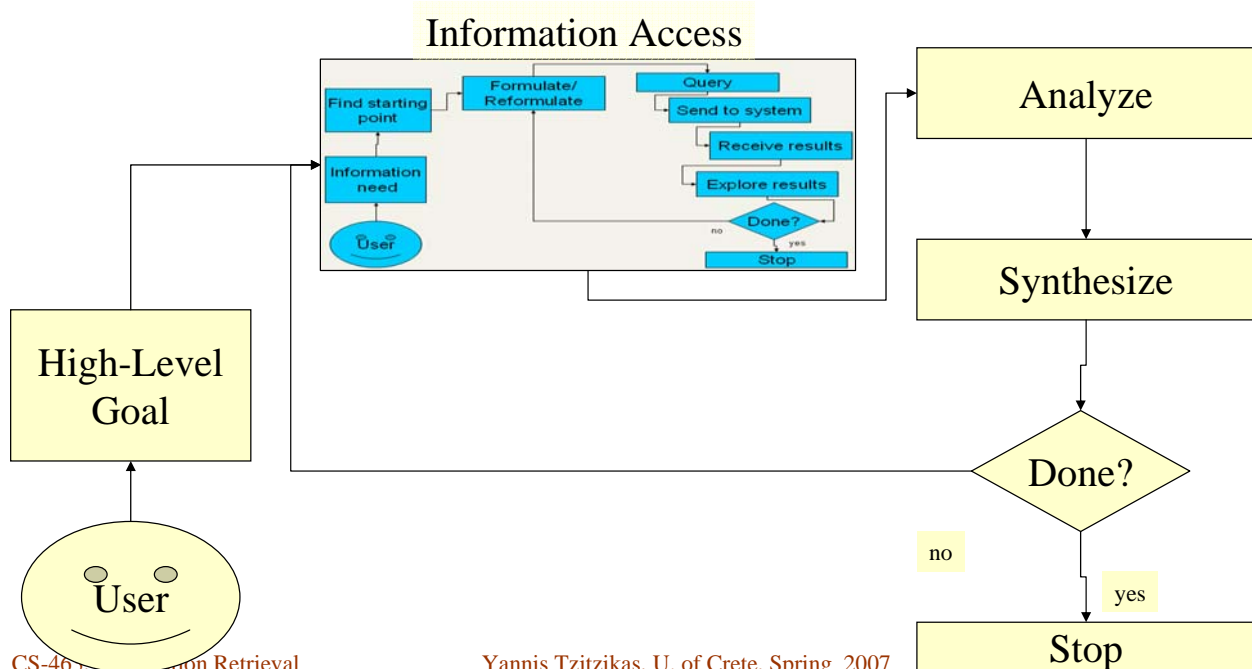 Information Access
Find starting
point
Formulate/
Reformulate
Query
Send to system
Receive results
Explore results
Information
need
User
Done?
no
yes
Stop
Analyze
Synthesize
High-Level
Goal
User
Done?
no
yes
Stop
CS-46 on Retrieval
Yannis Tzitzikas, U. of Crete, Spring 2007